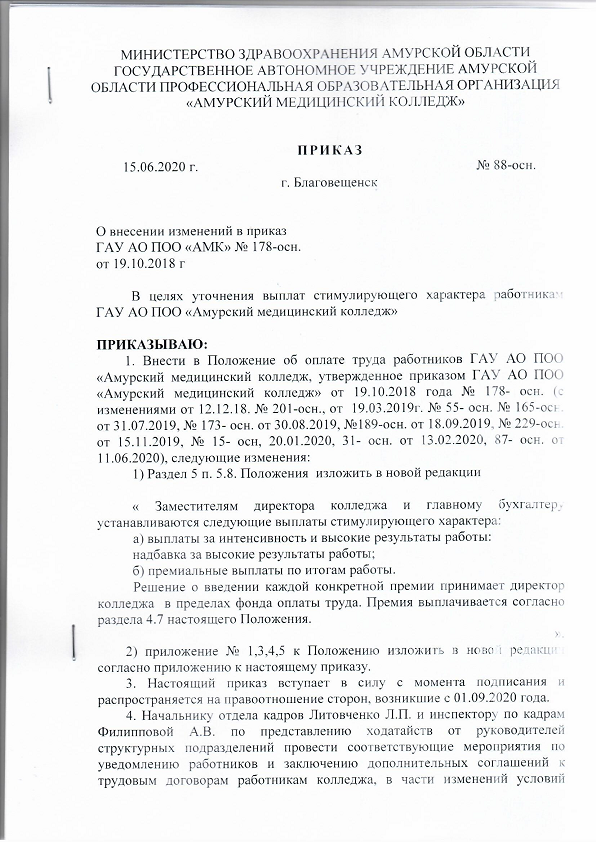 МИНИСТЕРСТВО ЗДРАВООХРАНЕНИЯ АМУРСКОЙ ОБЛАСТИ
ГОСУДАРСТВЕННОЕ АВТОНОМНОЕ УЧРЕЖДЕНИЕ АМУРСКОЙ
ОБЛАСТИ ПРОФЕССИОНАЛЬНАЯ ОБРАЗОВАТЕЛЬНАЯ ОРГАНИЗАЦИЯ
«АМУРСКИЙ МЕДИЦИНСКИЙ КОЛЛЕДЖ»
ПРИКАЗ
15.06.2020 г. № 88-осн.
г. Благовещенск
О внесении изменений в приказ
ГАУ АО ПОО «АМК» № 178-осн.
от 19.10.2018 г
В целях уточнения выплат стимулирующего характера работникам
ГАУ АО ПОО «Амурский медицинский колледж»
ПРИКАЗЫВАЮ:
1. Внести в Положение об оплате труда работников ГАУ АО ПОО
«Амурский медицинский колледж, утвержденное приказом ГАУ АО ПОО
«Амурский медицинский колледж» от 19.10.2018 года № 178- осн. (с
изменениями от 12.12.18. № 201-осн., от 19.03.2019г. № 55- осн. № 165-осн.
от 31.07.2019, № 173- осн. от 30.08.2019, №189-осн. от 18.09.2019, № 229-осн.
от 15.11.2019, № 15- осн, 20.01.2020, 31- осн. от 13.02.2020, 87- осн. от
11.06.2020), следующие изменения:
1) Раздел 5 п. 5.8. Положения изложить в новой редакции
« Заместителям директора колледжа и главному бухгалтеру
устанавливаются следующие выплаты стимулирующего характера:
а) выплаты за интенсивность и высокие результаты работы:
надбавка за высокие результаты работы;
б) премиальные выплаты по итогам работы.
Решение о введении каждой конкретной премии принимает директор
колледжа в пределах фонда оплаты труда. Премия выплачивается согласно
раздела 4.7 настоящего Положения.
».
2) приложение № 1,3,4,5 к Положению изложить в новой редакции
согласно приложению к настоящему приказу.
3. Настоящий приказ вступает в силу с момента подписания и
распространяется на правоотношение сторон, возникшие с 01.09.2020 года.
4. Начальнику отдела кадров Литовченко Л.П. и инспектору по кадрам
Филипповой А.В. по представлению ходатайств от руководителей
структурных подразделений провести соответствующие мероприятия по
уведомлению работников и заключению дополнительных соглашений к
трудовым договорам работникам колледжа, в части изменений условий